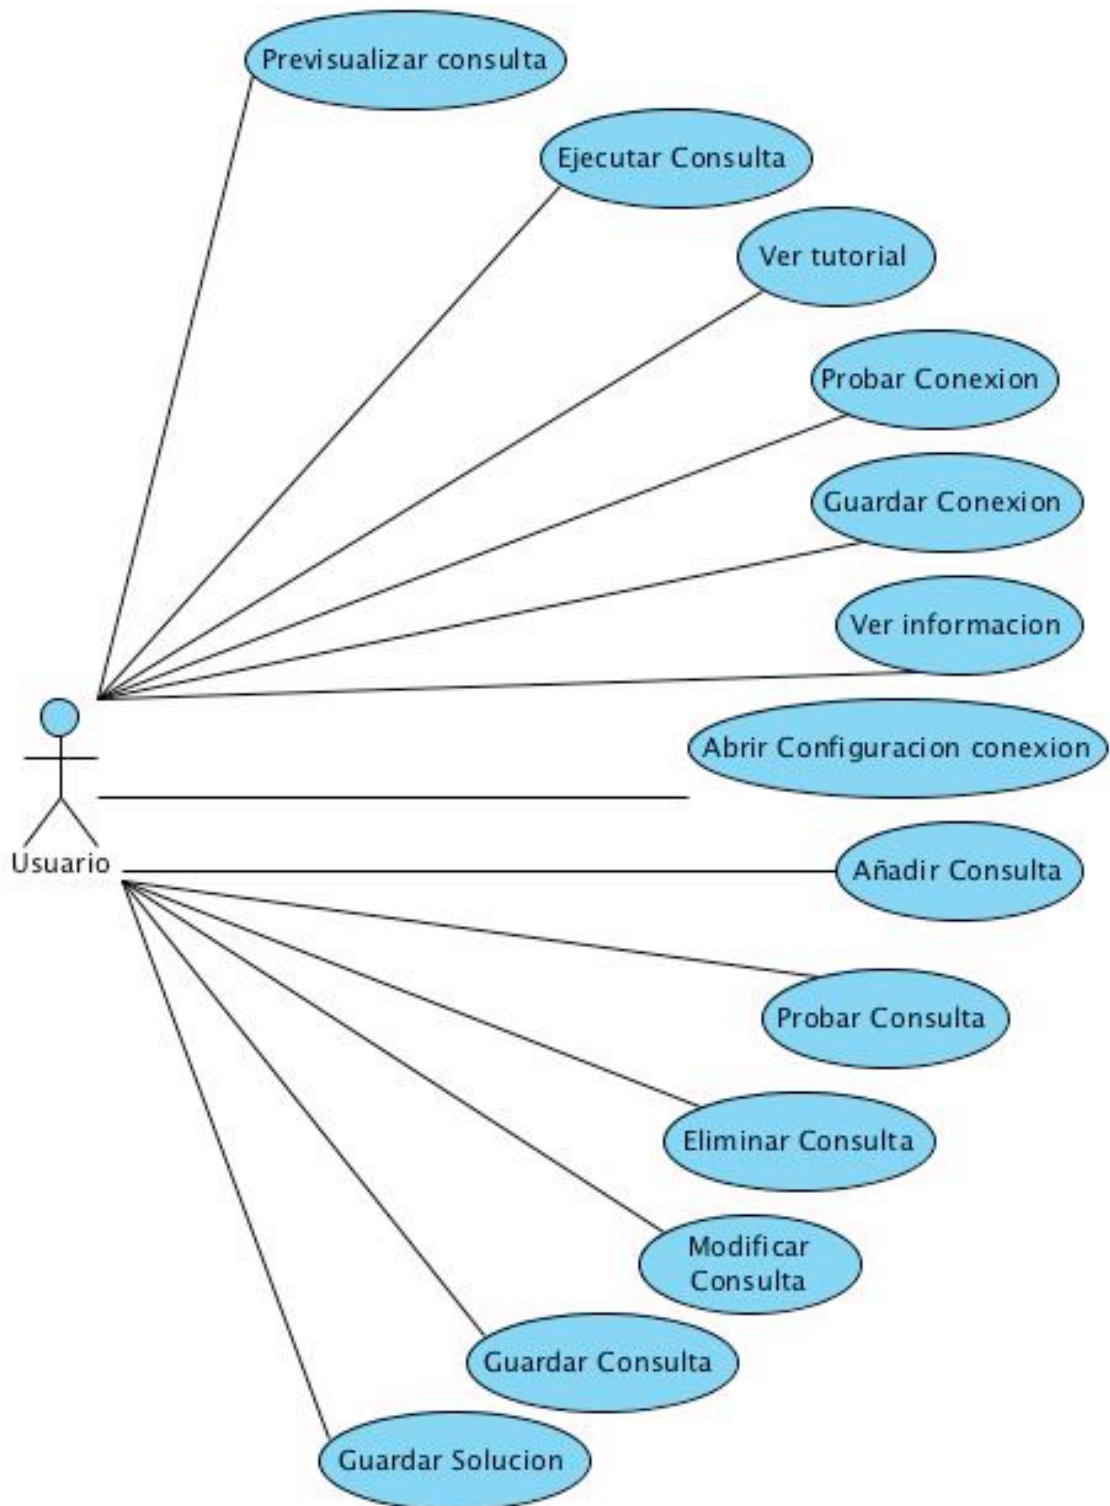 Previsualizar consulta
Ejecutar Consulta
Ver tutorial
Probar Conexion
Guardar Conexion
Ver informacion
Abrir Configuracion conexion
Usuario
Añadir Consulta
Probar Consulta
Eliminar Consulta
Modificar
Consulta
Guardar Consulta
Guardar Solucion